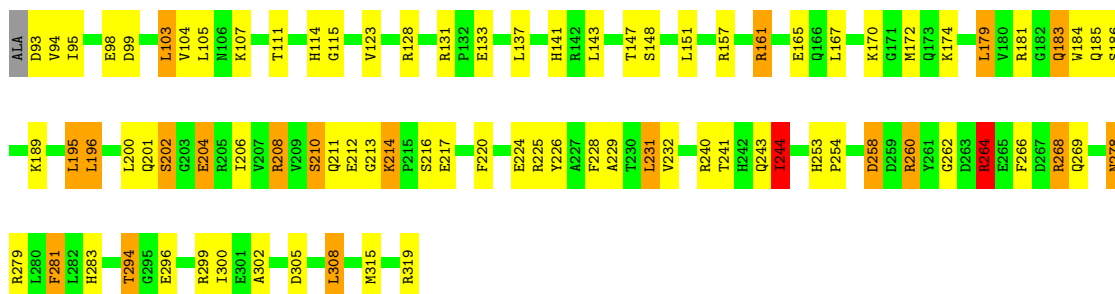 ALA D93 V94 I95 E98 D99 L103 V104 L105 N106 K107 T111 H114 G115 V123 R128 R131 P132 E133 L137 H141 R142 L143 T147 S148 L151 R157 R161 E165 Q166 L167 K170 G171 M172 Q173 K174 L179 V180 R181 G182 Q183 W184 Q185 S186
K189 L195 L196 L200 Q201 S202 G203 E204 R205 I206 V207 R208 V209 S210 Q211 E212 G213 K214 P215 S216 E217 F220 E224 R225 Y226 A227 F228 A229 T230 L231 V232 R240 T241 H242 Q243 I244 H253 P254 D258 D259 R260 Y261 G262 D263 R264 E265 F266 D267 R268 Q269
R279 L280 F281 L282 H283 T294 G295 E296 R299 I300 E301 A302 D305 L308 M315 R319